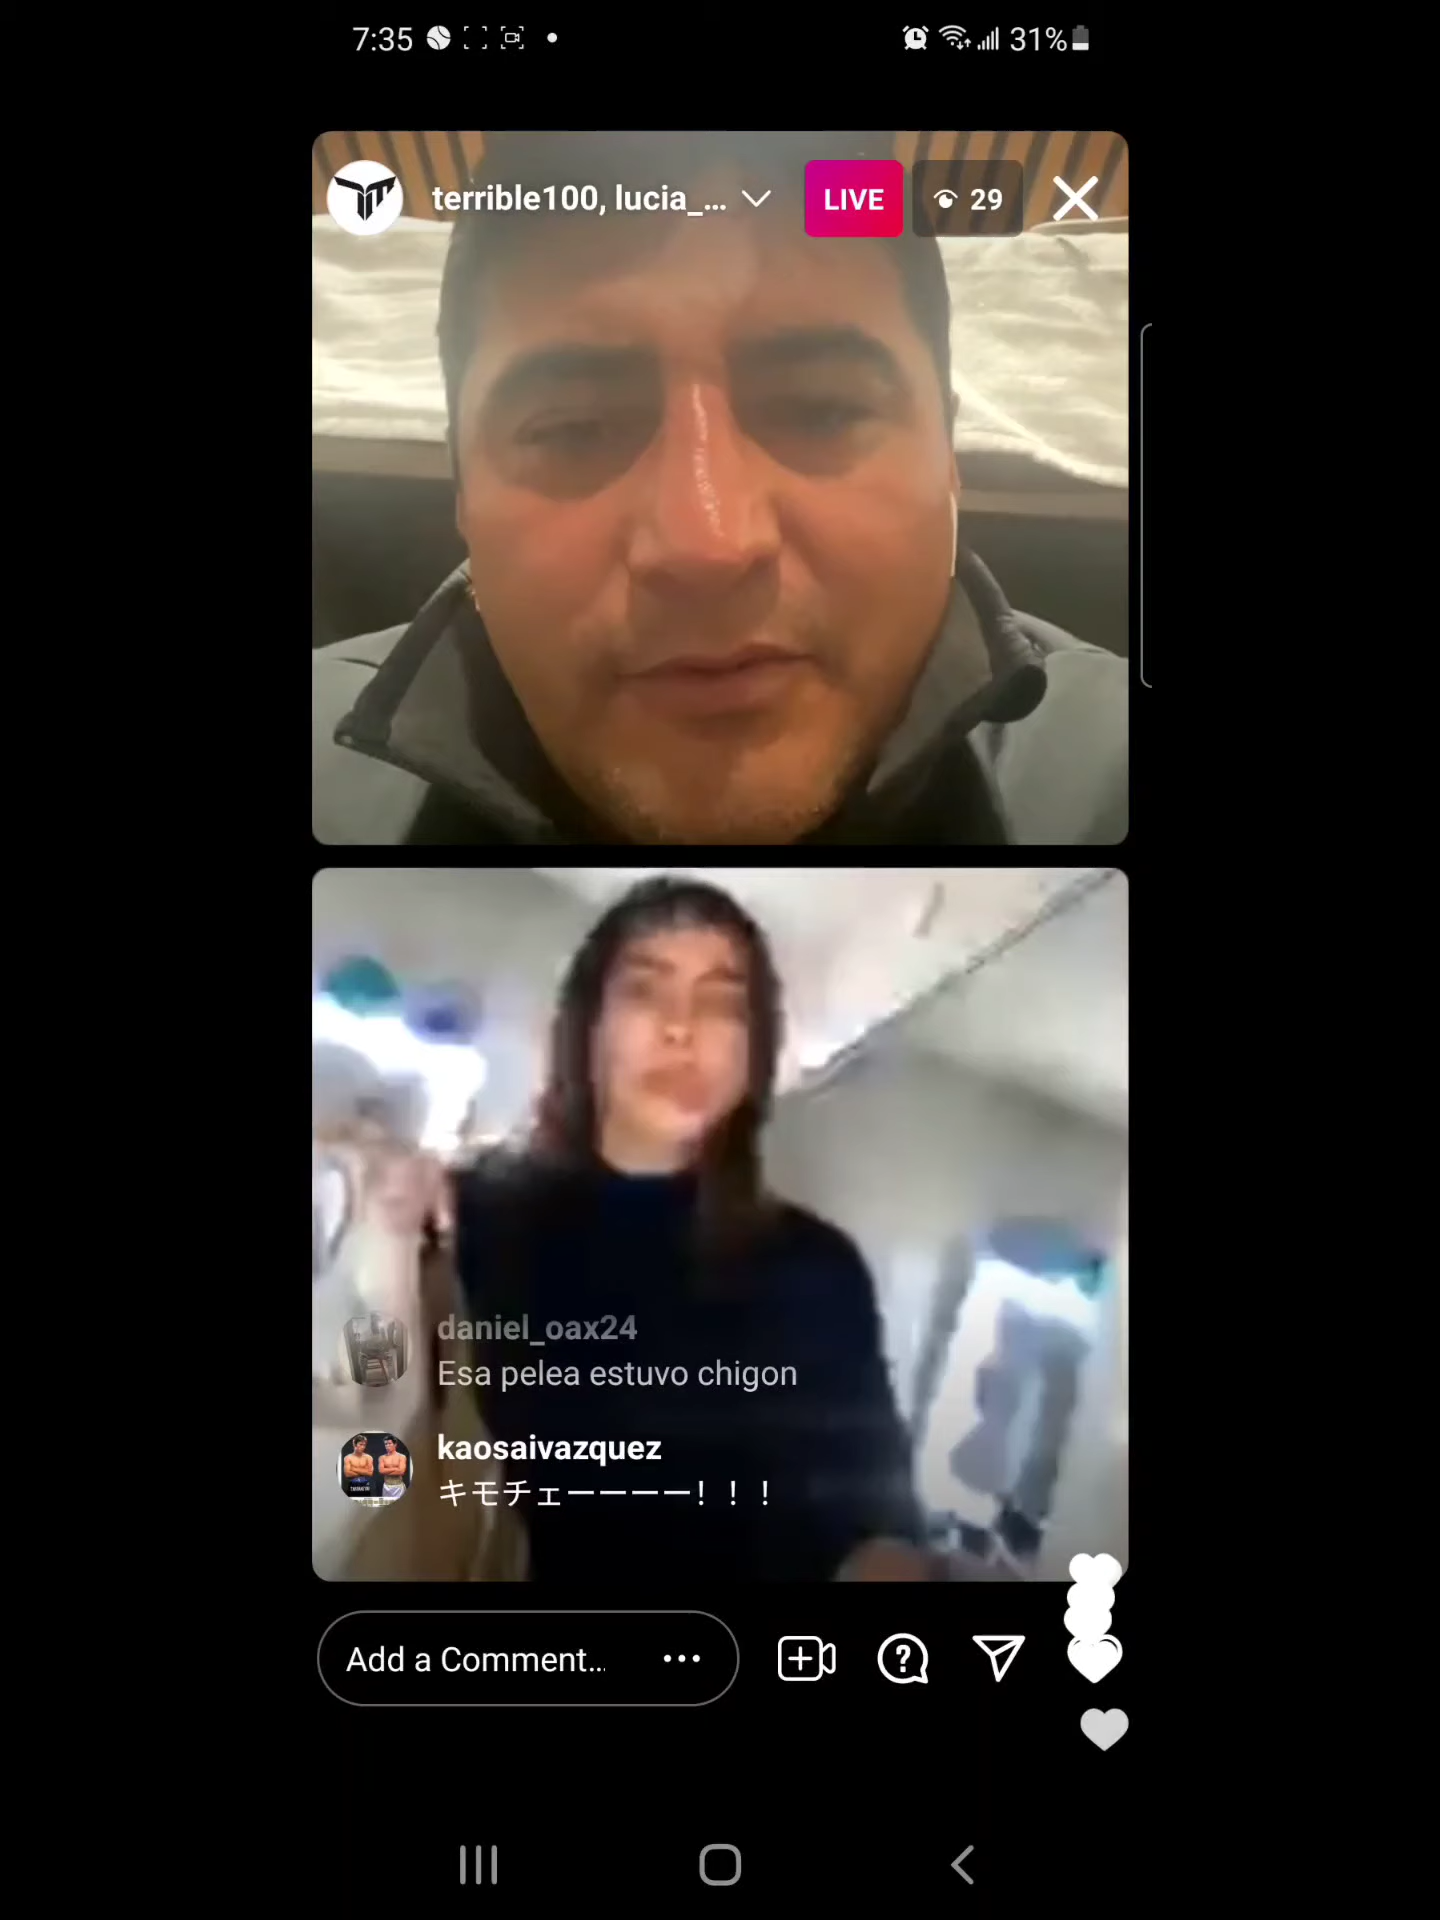 7:35
31%
terrible100, lucia_...
LIVE
29
daniel_oax24
Esa pelea estuvo chigon
kaosaivazquez
キモチェーーーー！！！
Add a Comment...